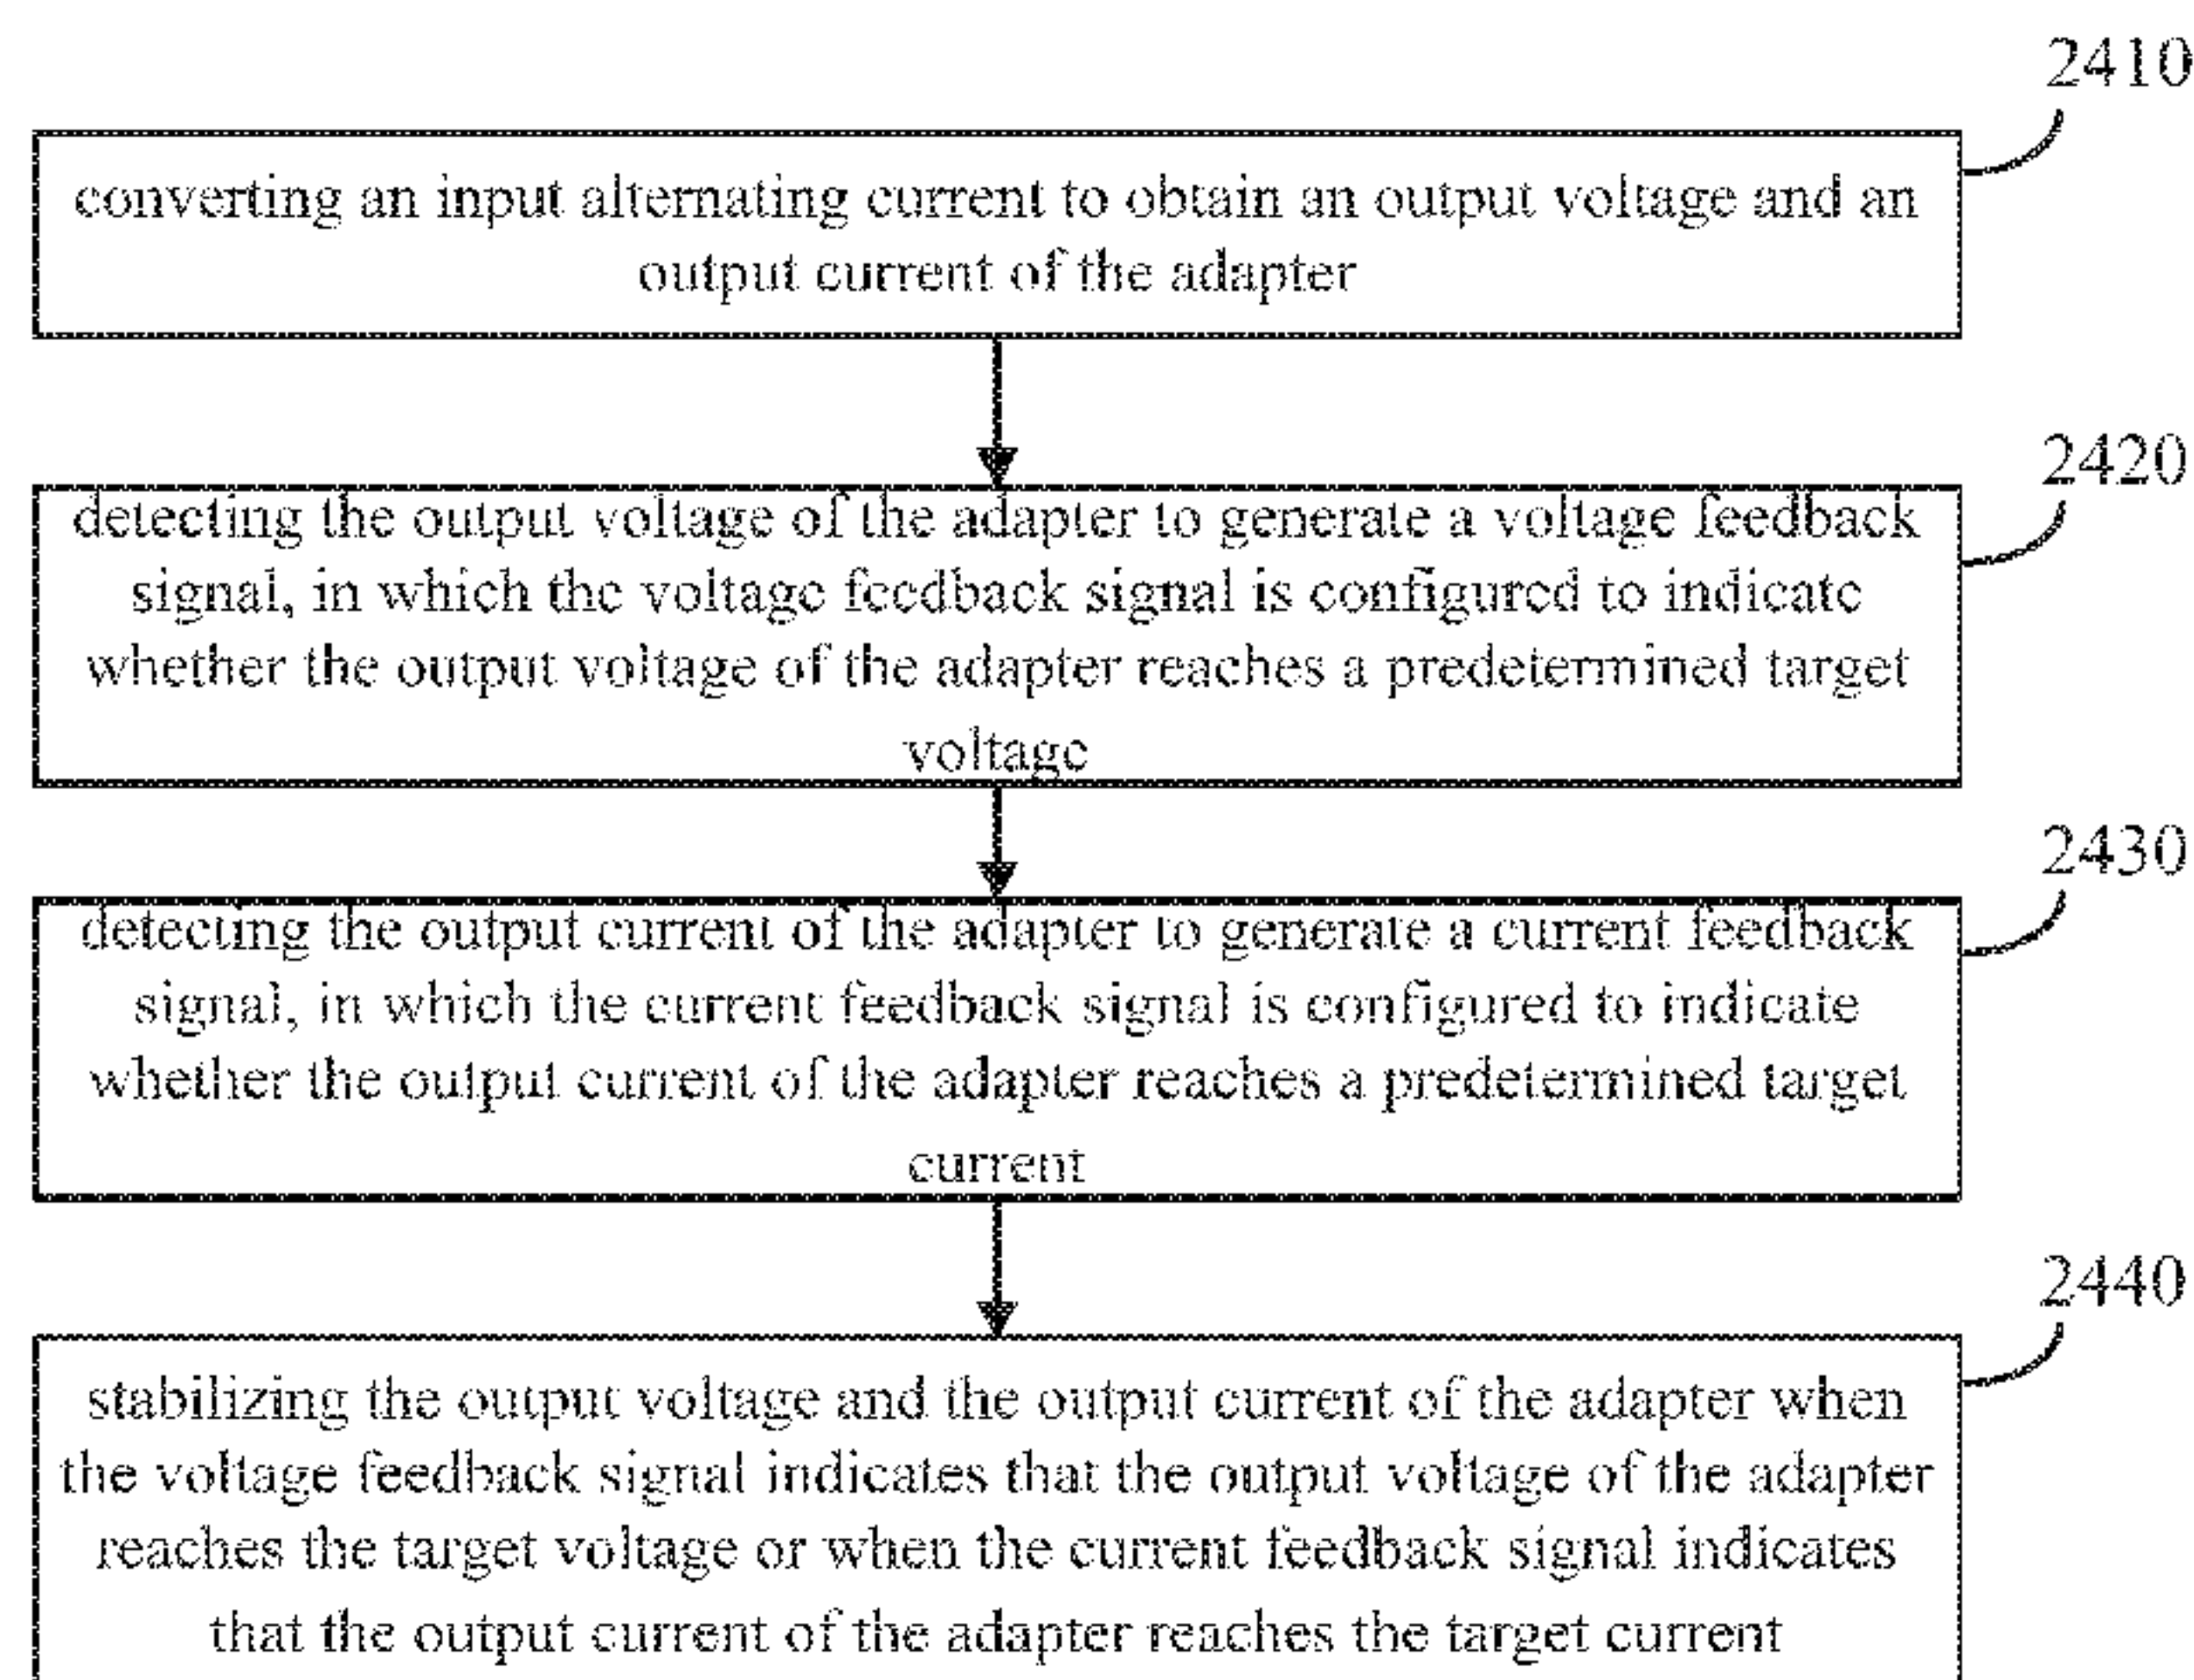 2410
converting an input alternating current to obtain an output voltage and an
output current of the adapter
2420
detecting the output voltage of the adapter to generate a voltage feedback
signal, in which the voltage feedback signal is configured to indicate
whether the output voltage of the adapter reaches a predetermined target
voltage
2430
detecting the output current of the adapter to generate a current feedback
signal, in which the current feedback signal is configured to indicate
whether the output current of the adapter reaches a predetermined target
current
2440
stabilizing the output voltage and the output current of the adapter when
the voltage feedback signal indicates that the output voltage of the adapter
reaches the target voltage or when the current feedback signal indicates
that the output current of the adapter reaches the target current